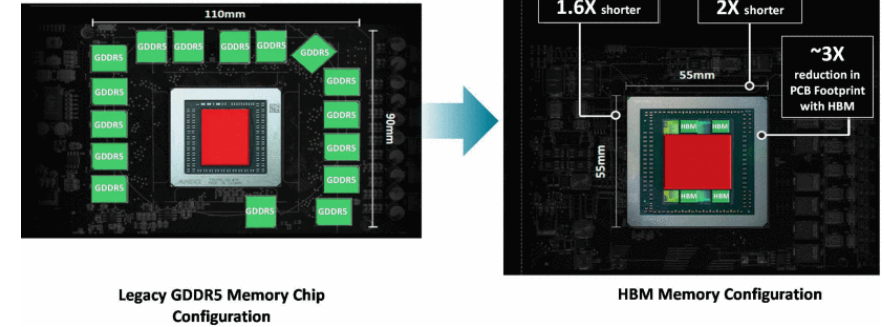 110mm
GDDR5 GDDR5 GDDR5 GDDR5 GDDR5
GDDR5
GDDR5
GDDR5
GDDR5
GDDR5
GDDR5
GDDR5
GDDR5
GDDR5
GDDR5 GDDR5
90mm
Legacy GDDR5 Memory Chip
Configuration
1.6X shorter
2X shorter
~3X
reduction in
PCB Footprint
with HBM
55mm
55mm
HBM HBM
HBM HBM
HBM Memory Configuration